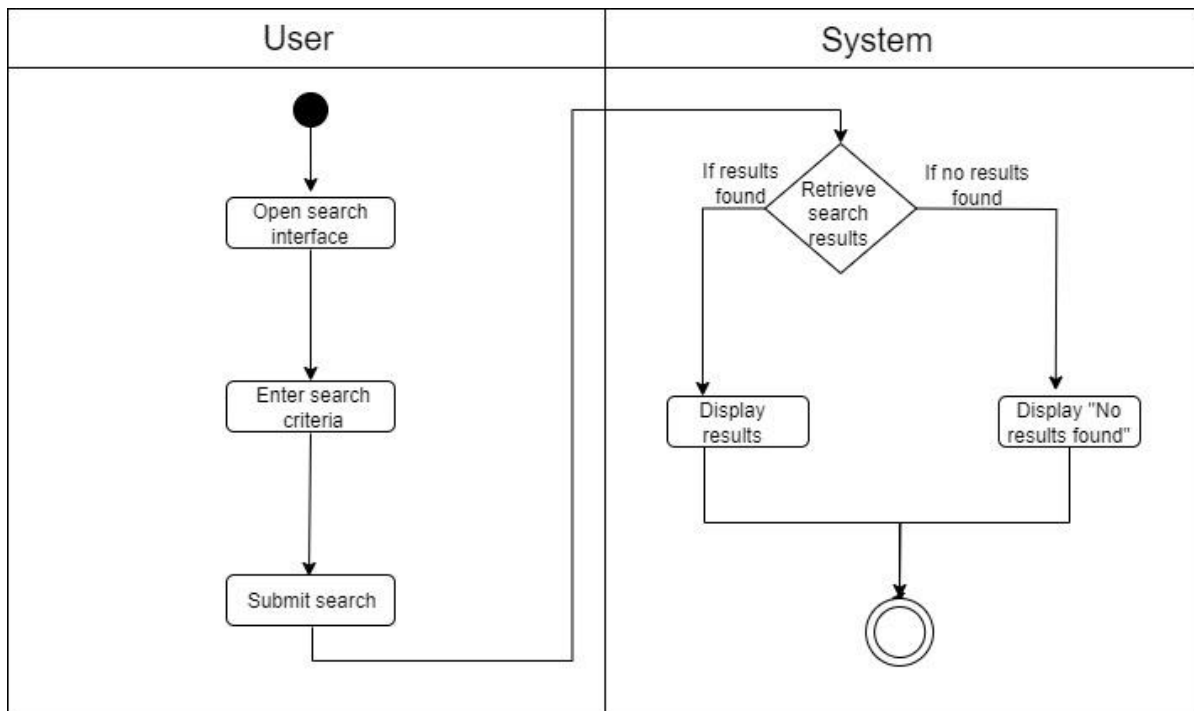 User
System
Open search
interface
Enter search
criteria
Submit search
If results
found
Retrieve
search
results
If no results
found
Display
results
Display "No
results found"